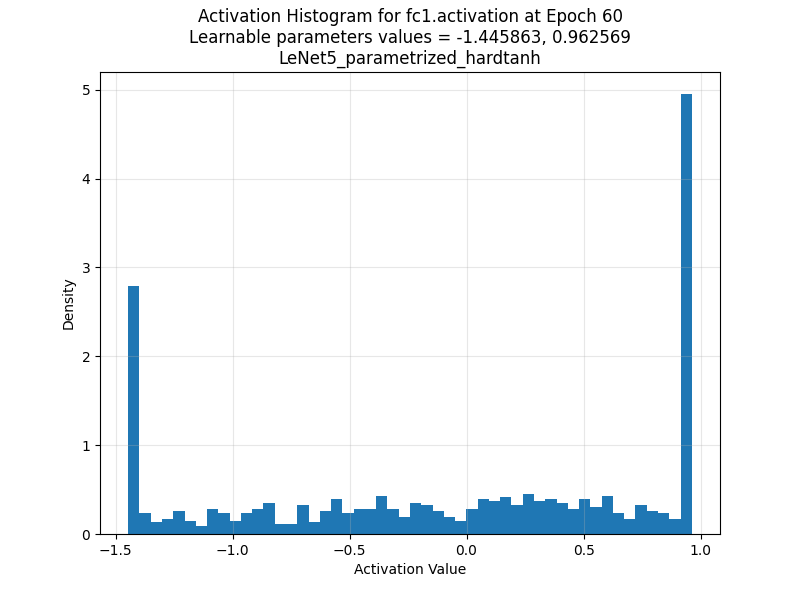 Activation Histogram for fc1.activation at Epoch 60
Learnable parameters values = -1.445863, 0.962569
LeNet5_parametrized_hardtanh
Density
5
4
3
2
1
0
−1.5 −1.0 −0.5 0.0 0.5 1.0
Activation Value